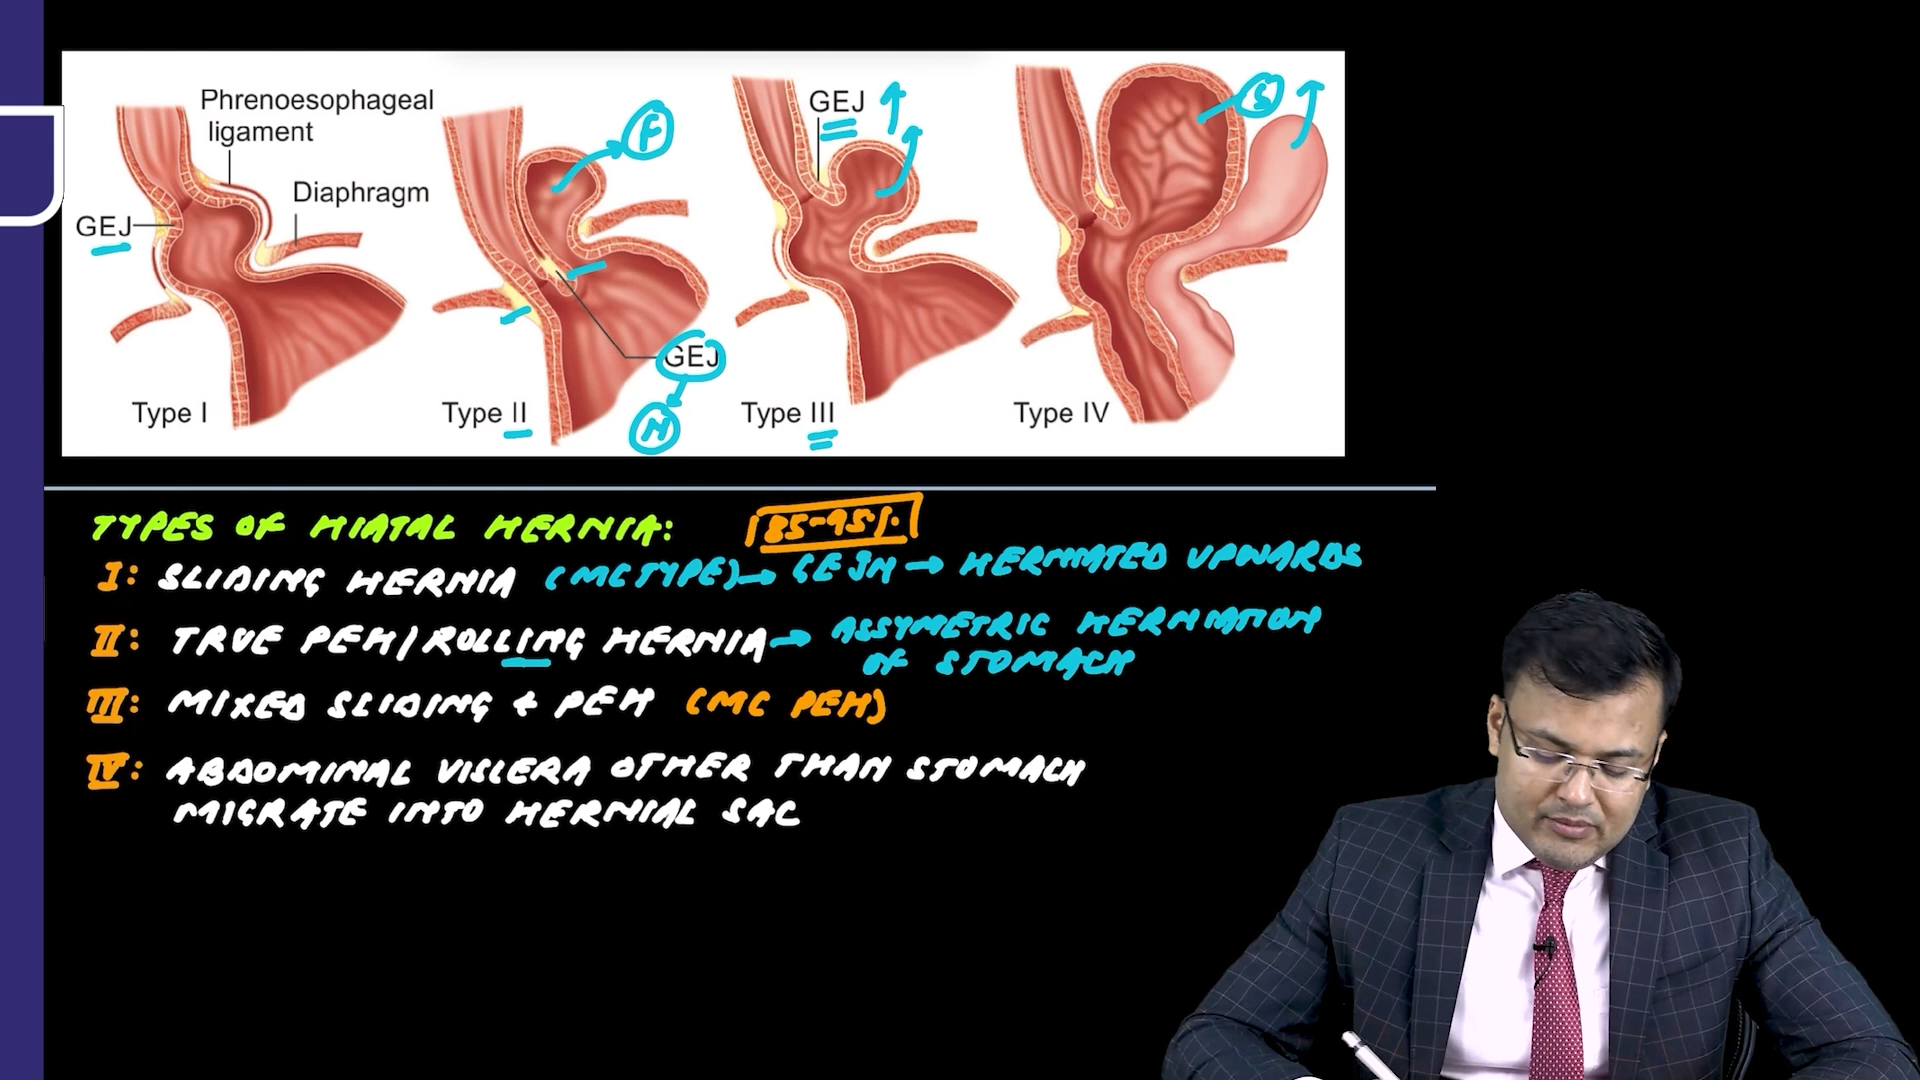 Phrenoesophageal
ligament
Diaphragm
GEJ
Type I
F
GEJ
N
Type II
GEJ
Type III
S
Type IV
TYPES OF HIATAL HERNIA: 85-95%
I: SLIDING HERNIA (MC TYPE) → GEJN → HERNIATED UPWARDS
II: TRUE PEH/ROLLING HERNIA → ASSYMETRIC HERNIATION
OF STOMACH
III: MIXED SLIDING + PEH (MC PEH)
IV: ABDOMINAL VISCERA OTHER THAN STOMACH
MIGRATE INTO HERNIAL SAC